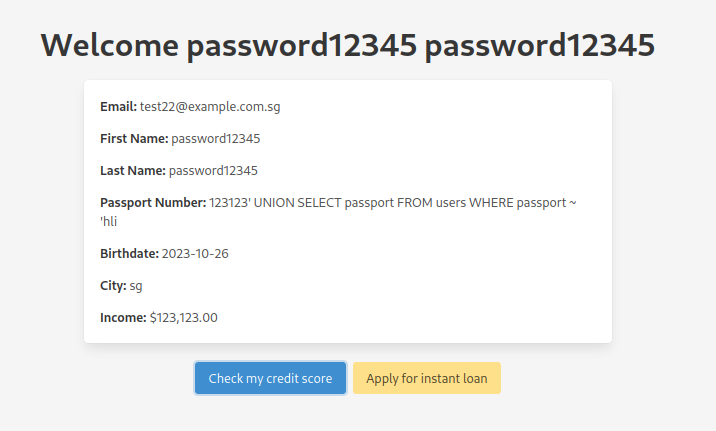 Welcome password12345 password12345
Email: test22@example.com.sg
First Name: password12345
Last Name: password12345
Passport Number: 123123' UNION SELECT passport FROM users WHERE passport ~
'hli
Birthdate: 2023-10-26
City: sg
Income: $123,123.00
Check my credit score
Apply for instant loan